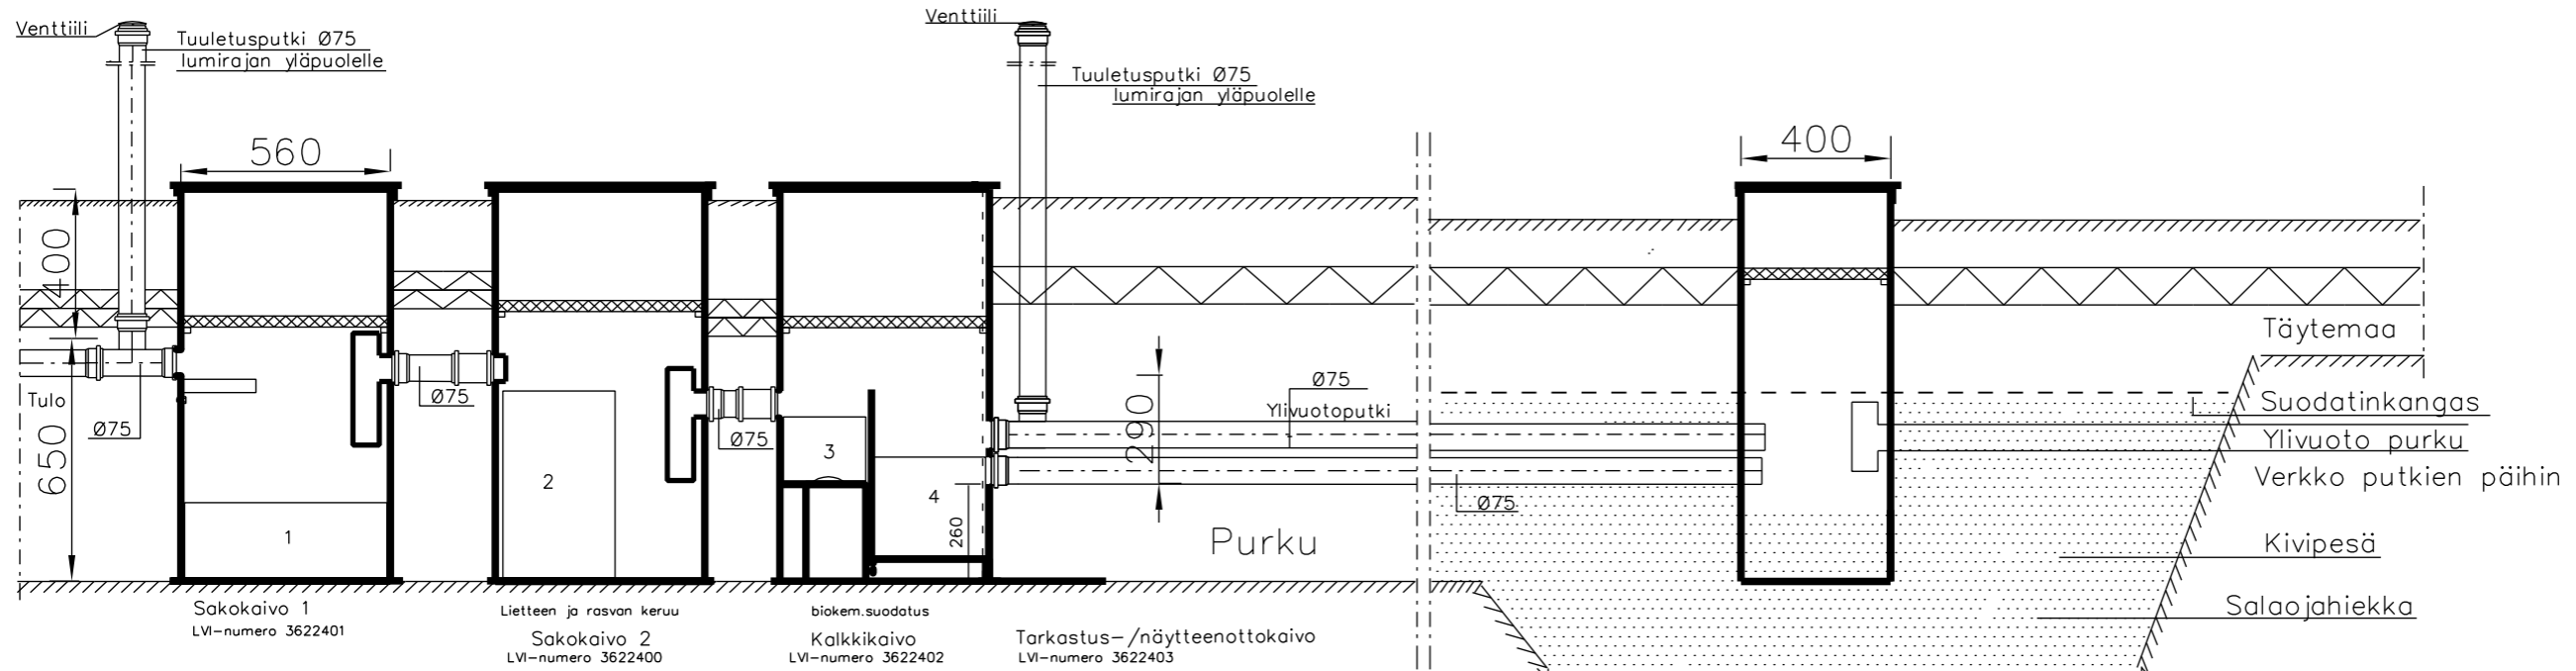 Venttiili
Tuuletusputki Ø75
lumirajan yläpuolelle
Venttiili
Tuuletusputki Ø75
lumirajan yläpuolelle
560
400
400
Tulo
Ø75
650
Ø75
Ø75
1
2
3
4
260
290
Ø75
Ylivuotoputki
Ø75
Purku
Täytemaa
Suodatinkangas
Ylivuoto purku
Verkko putkien päihin
Kivipesä
Salaojahiekka
Sakokaivo 1
LVI-numero 3622401
Lietteen ja rasvan keruu
Sakokaivo 2
LVI-numero 3622400
biokem.suodatus
Kalkkikaivo
LVI-numero 3622402
Tarkastus-/näytteenottokaivo
LVI-numero 3622403